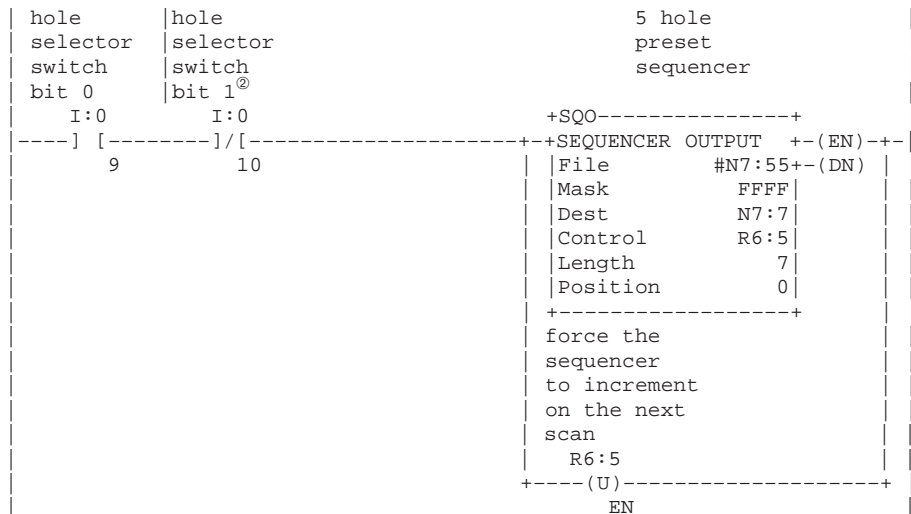 | hole |hole 5 hole |
| selector |selector preset |
| switch |switch sequencer |
| bit 0 |bit 1② |
| I:0 I:0 +SQO---------------+ |
|----] [--------]/[--------------------+-+SEQUENCER OUTPUT +-(EN)-+-|
| 9 10 | |File #N7:55+-(DN) | |
| | |Mask FFFF| | |
| | |Dest N7:7| | |
| | |Control R6:5| | |
| | |Length 7| | |
| | |Position 0| | |
| | +------------------+ | |
| | force the | |
| | sequencer | |
| | to increment | |
| | on the next | |
| | scan | |
| | R6:5 | |
| +----(U)--------------------+ |
| EN |